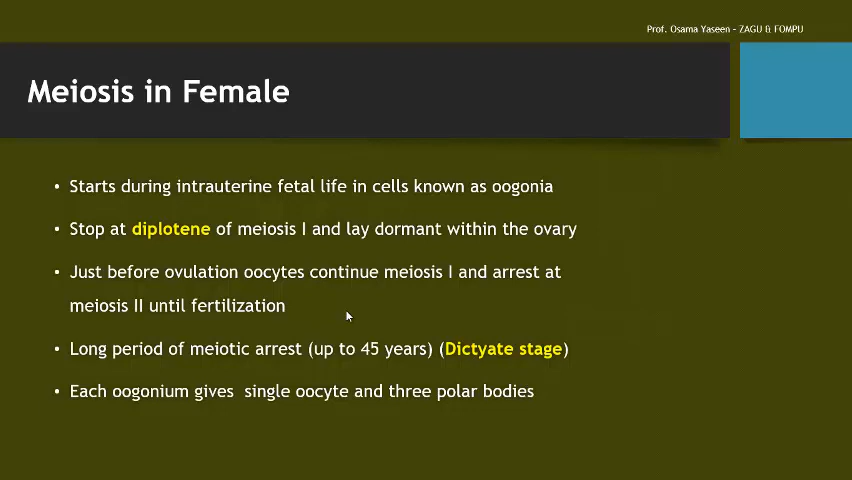 Prof. Osama Yaseen – ZAGU & FOMPU
Meiosis in Female
• Starts during intrauterine fetal life in cells known as oogonia
• Stop at diplotene of meiosis I and lay dormant within the ovary
• Just before ovulation oocytes continue meiosis I and arrest at
meiosis II until fertilization
• Long period of meiotic arrest (up to 45 years) (Dictyate stage)
• Each oogonium gives  single oocyte and three polar bodies